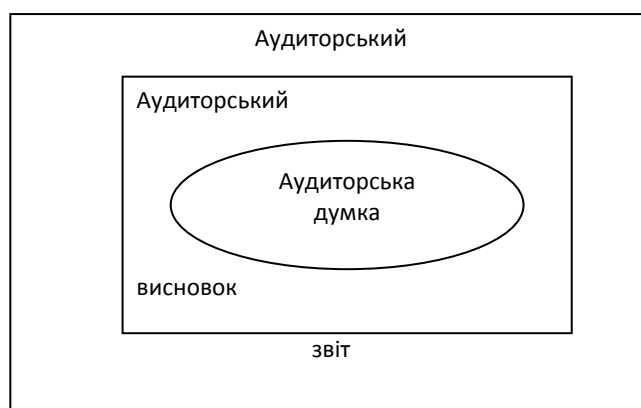 Аудиторський
Аудиторський
Аудиторська
думка
висновок
звіт